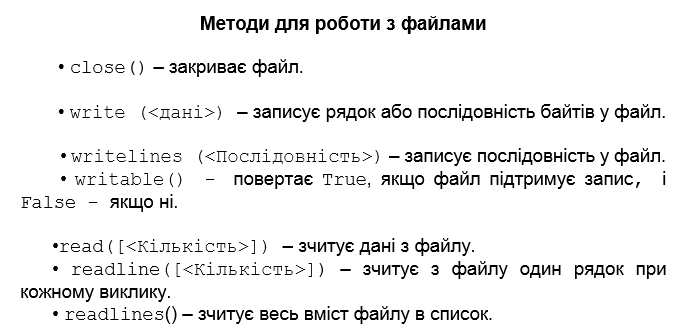 Методи для роботи з файлами
• close() – закриває файл.
• write (<дані>) – записує рядок або послідовність байтів у файл.
• writelines (<Послідовність>) – записує послідовність у файл.
• writable() – повертає True, якщо файл підтримує запис, і
False – якщо ні.
•read([<Кількість>]) – зчитує дані з файлу.
• readline([<Кількість>]) – зчитує з файлу один рядок при
кожному виклику.
• readlines() – зчитує весь вміст файлу в список.